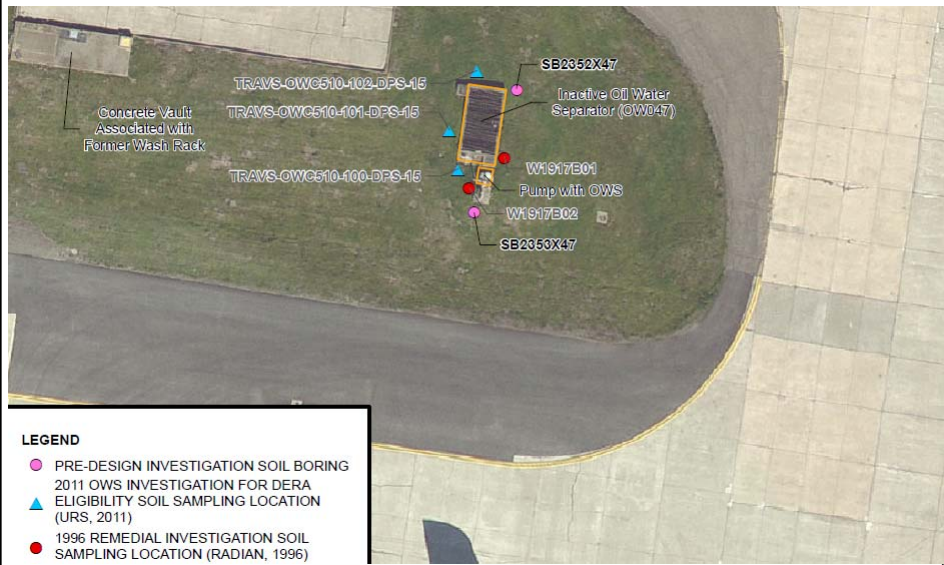 SB2352X47
TRAVS-OWC510-102-DPS-15
Inactive Oil Water
Separator (OW047)
TRAVS-OWC510-101-DPS-15
Concrete Vault
Associated with
Former Wash Rack
W1917B01
TRAVS-OWC510-100-DPS-15
Pump with OWS
W1917B02
SB2353X47
LEGEND
PRE-DESIGN INVESTIGATION SOIL BORING
2011 OWS INVESTIGATION FOR DERA
ELIGIBILITY SOIL SAMPLING LOCATION
(URS, 2011)
1996 REMEDIAL INVESTIGATION SOIL
SAMPLING LOCATION (RADIAN, 1996)